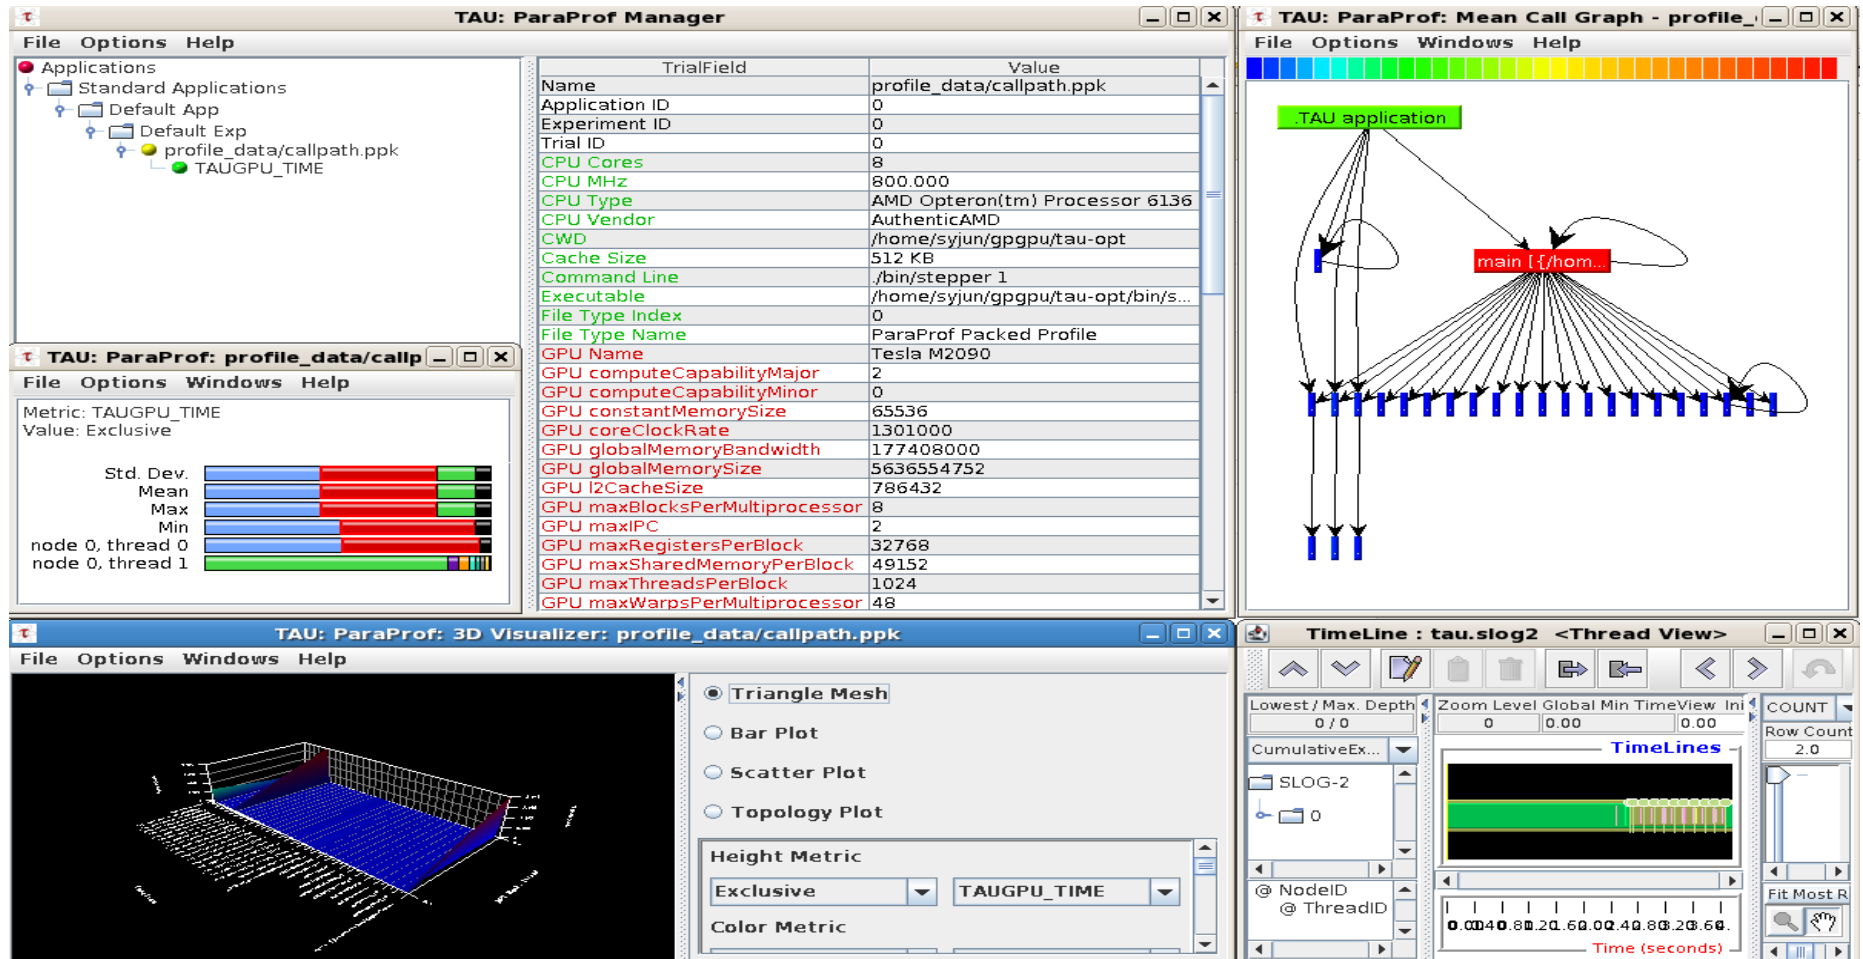 TAU: ParaProf Manager
File Options Help
Applications
Standard Applications
Default App
Default Exp
profile_data/callpath.ppk
TAUGPU_TIME
TrialField Value
Name profile_data/callpath.ppk
Application ID 0
Experiment ID 0
Trial ID 0
CPU Cores 8
CPU MHz 800.000
CPU Type AMD Opteron(tm) Processor 6136
CPU Vendor AuthenticAMD
CWD /home/syjun/gpgpu/tau-opt
Cache Size 512 KB
Command Line ./bin/stepper 1
Executable /home/syjun/gpgpu/tau-opt/bin/s...
File Type Index 0
File Type Name ParaProf Packed Profile
GPU Name Tesla M2090
GPU computeCapabilityMajor 2
GPU computeCapabilityMinor 0
GPU constantMemorySize 65536
GPU coreClockRate 1301000
GPU globalMemoryBandwidth 177408000
GPU globalMemorySize 5636554752
GPU l2CacheSize 786432
GPU maxBlocksPerMultiprocessor 8
GPU maxIPC 2
GPU maxRegistersPerBlock 32768
GPU maxSharedMemoryPerBlock 49152
GPU maxThreadsPerBlock 1024
GPU maxWarpsPerMultiprocessor 48
TAU: ParaProf: profile_data/callp
File Options Windows Help
Metric: TAUGPU_TIME
Value: Exclusive
Std. Dev.
Mean
Max
Min
node 0, thread 0
node 0, thread 1
TAU: ParaProf: Mean Call Graph - profile_
File Options Windows Help
.TAU application
main [{/hom...
TAU: ParaProf: 3D Visualizer: profile_data/callpath.ppk
File Options Windows Help
Triangle Mesh
Bar Plot
Scatter Plot
Topology Plot
Height Metric
Exclusive TAUGPU_TIME
Color Metric
TimeLine : tau.slog2 <Thread View>
Lowest / Max. Depth
0 / 0
CumulativeEx...
SLOG-2
0
@ NodeID
@ ThreadID
Zoom Level Global Min Time View Ini
0 0.00 0.00
TimeLines
Time (seconds)
COUNT
Row Count
2.0
Fit Most R